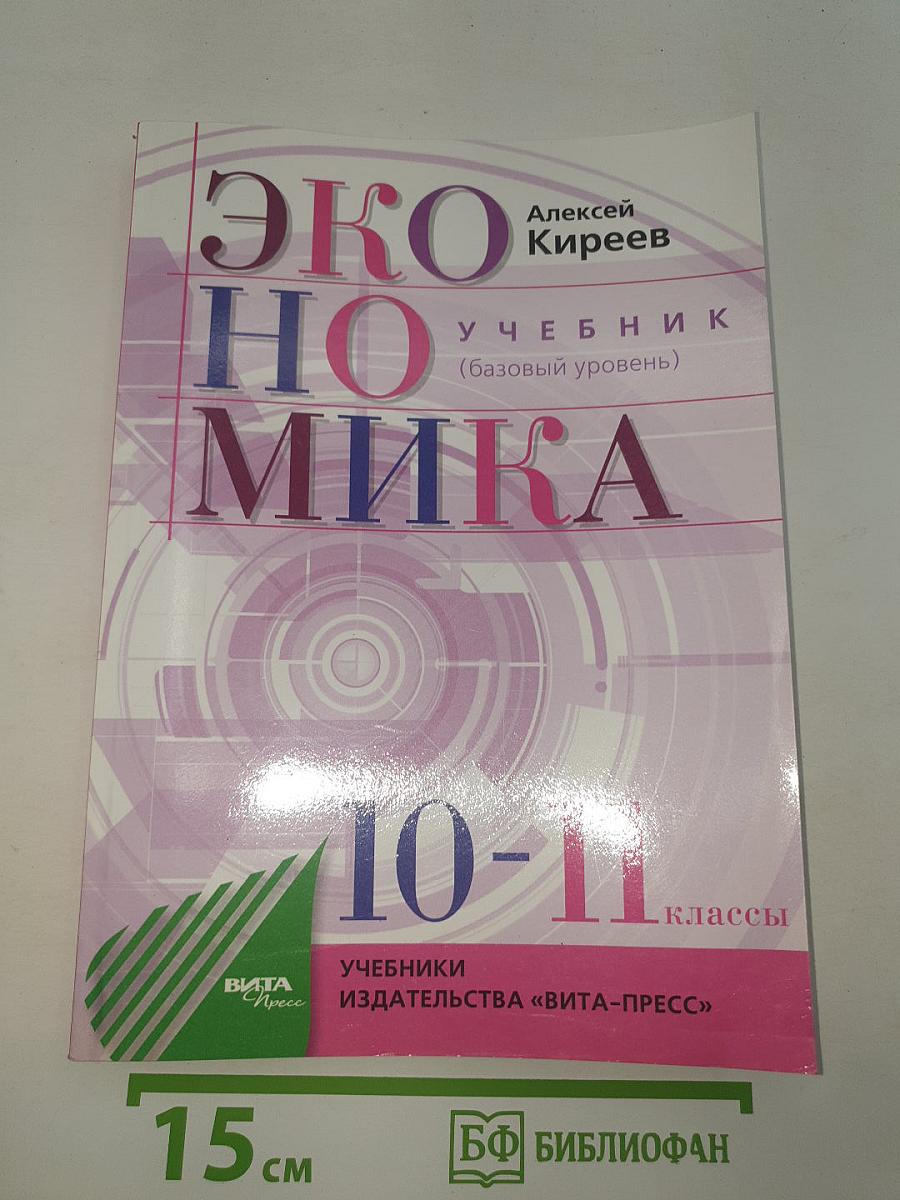 ЭКО
НО
МИКА
Алексей
Киреев
УЧЕБНИК
(базовый уровень)
10-11 классы
ВИТА
Пресс
УЧЕБНИКИ
ИЗДАТЕЛЬСТВА «ВИТА-ПРЕСС»
15 см
БФ БИБЛИОФАН